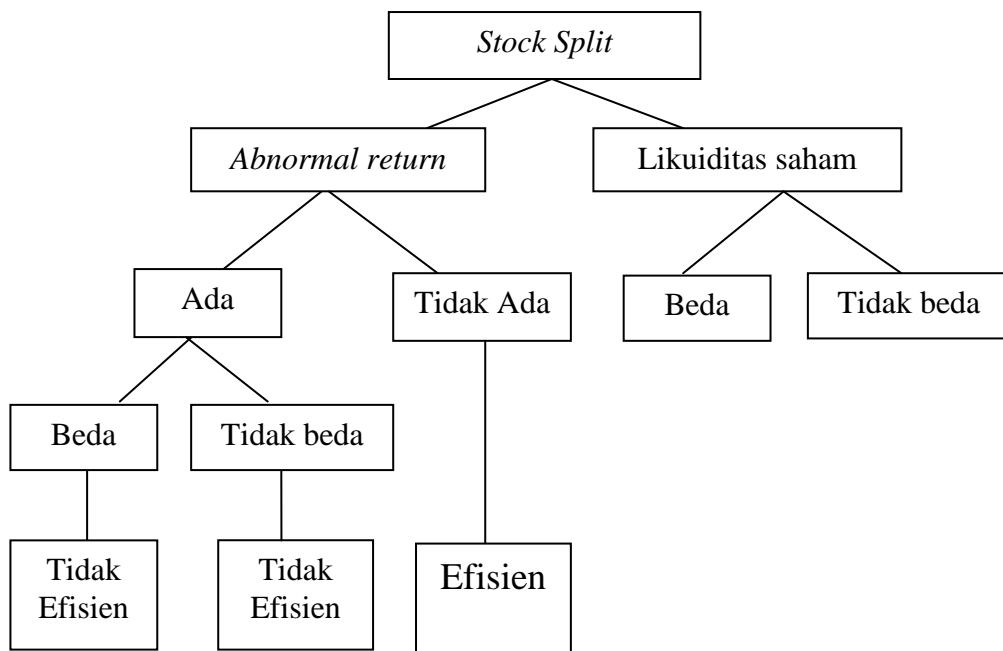 Stock Split
Abnormal return
Likuiditas saham
Ada
Tidak Ada
Beda
Tidak beda
Beda
Tidak beda
Tidak
Efisien
Tidak
Efisien
Efisien